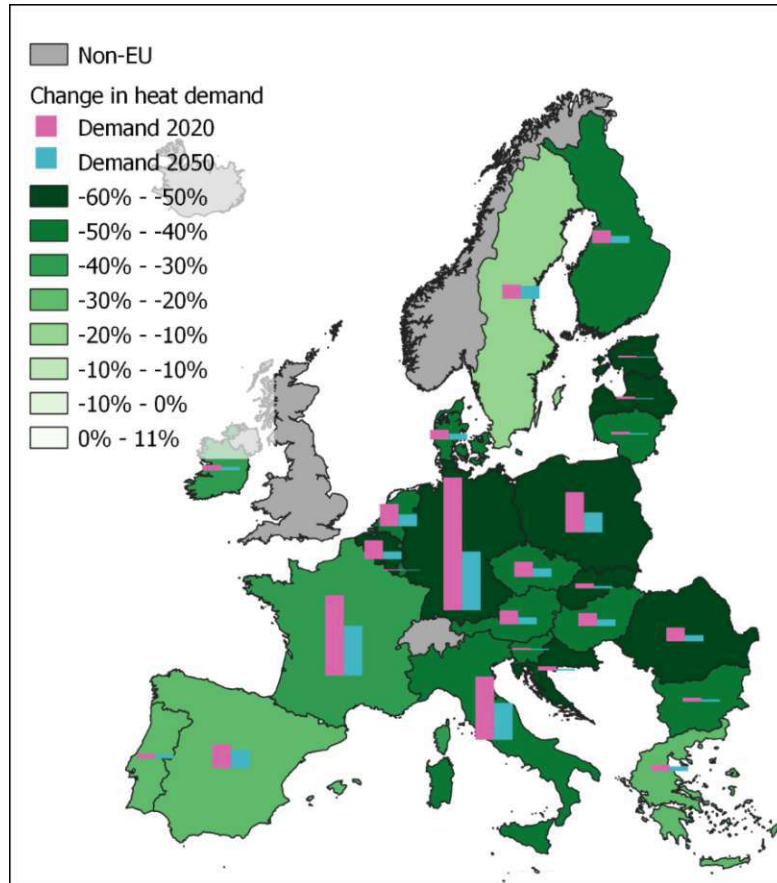 Non-EU
Change in heat demand
Demand 2020
Demand 2050
-60% - -50%
-50% - -40%
-40% - -30%
-30% - -20%
-20% - -10%
-10% - -10%
-10% - 0%
0% - 11%